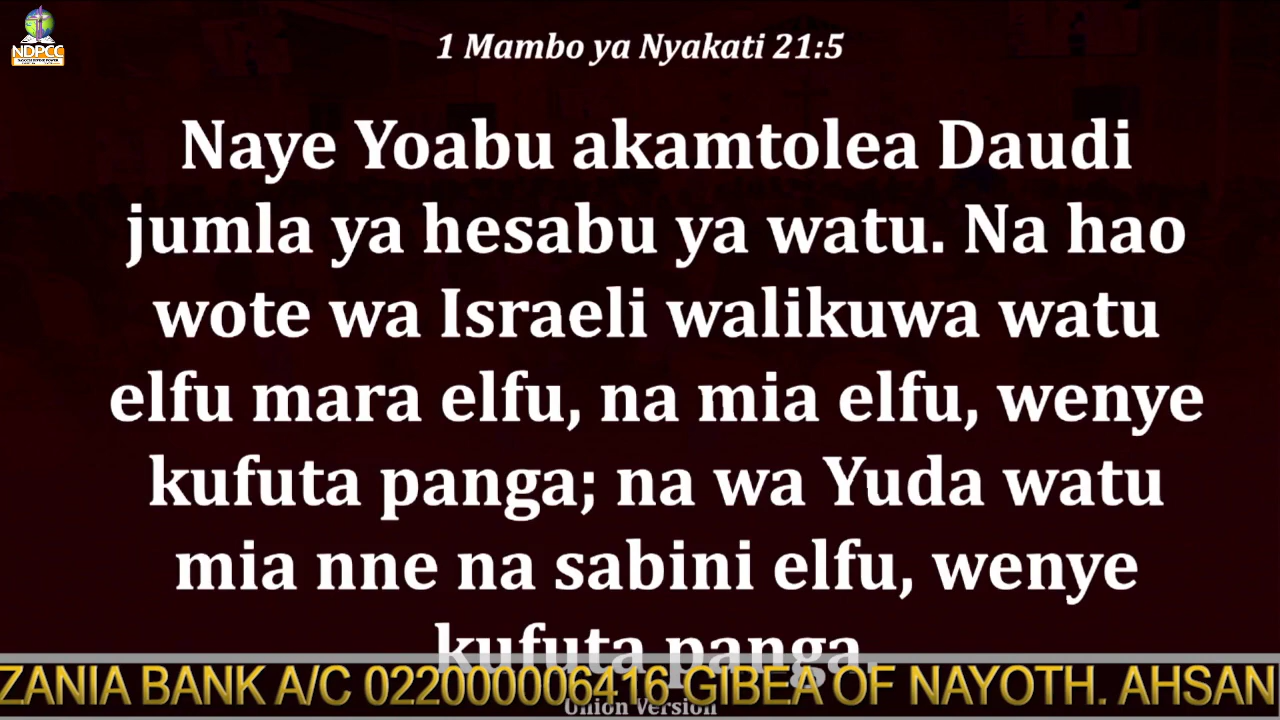 NDPCC
1 Mambo ya Nyakati 21:5
Naye Yoabu akamtolea Daudi
jumla ya hesabu ya watu. Na hao
wote wa Israeli walikuwa watu
elfu mara elfu, na mia elfu, wenye
kufuta panga; na wa Yuda watu
mia nne na sabini elfu, wenye
kufuta panga
ZANIA BANK A/C 022000006416 GIBEA OF NAYOTH. AHSAN
Union Version